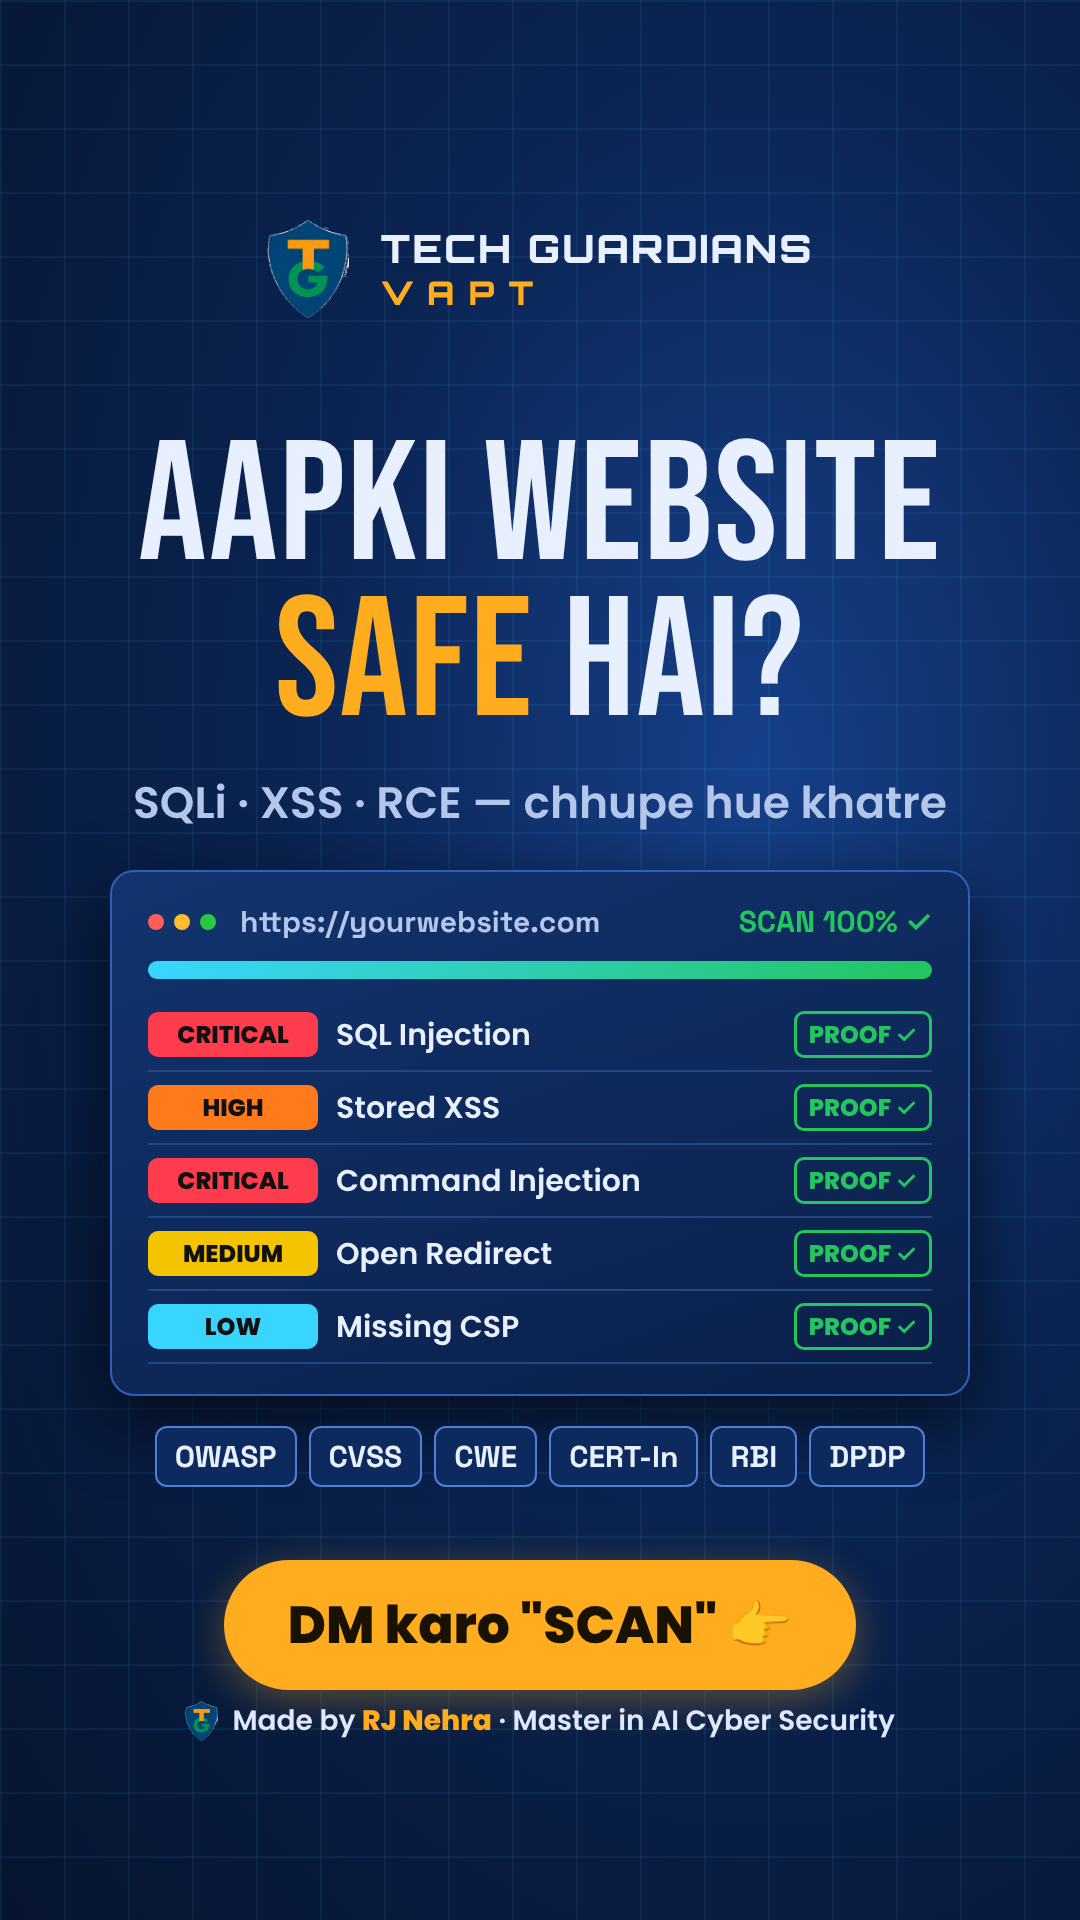 TG
TECH GUARDIANS
VAPT
AAPKI WEBSITE
SAFE HAI?
SQLi · XSS · RCE — chhupe hue khatre
https://yourwebsite.com SCAN 100% ✓
CRITICAL SQL Injection PROOF ✓
HIGH Stored XSS PROOF ✓
CRITICAL Command Injection PROOF ✓
MEDIUM Open Redirect PROOF ✓
LOW Missing CSP PROOF ✓
OWASP CVSS CWE CERT-In RBI DPDP
DM karo "SCAN" 👉
TG Made by RJ Nehra · Master in AI Cyber Security